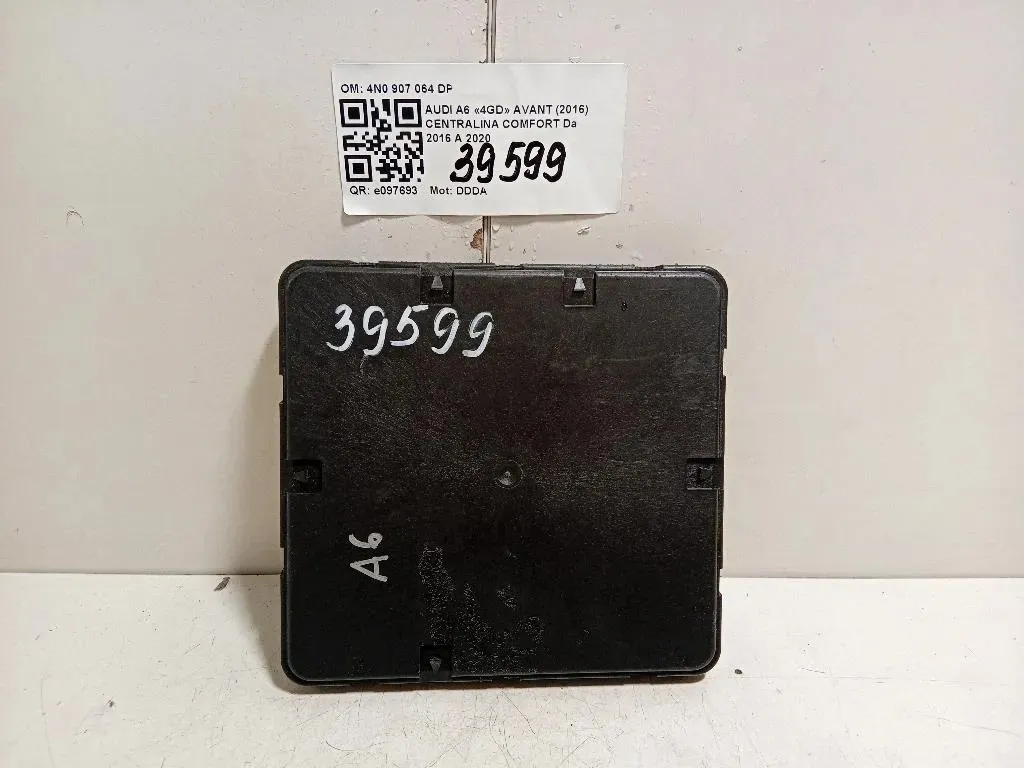 OM: 4N0 907 064 DP
AUDI A6 «4GD» AVANT (2016)
CENTRALINA COMFORT Da
2016 A 2020
39599
QR: e097693 Mot: DDDA
39599
A6